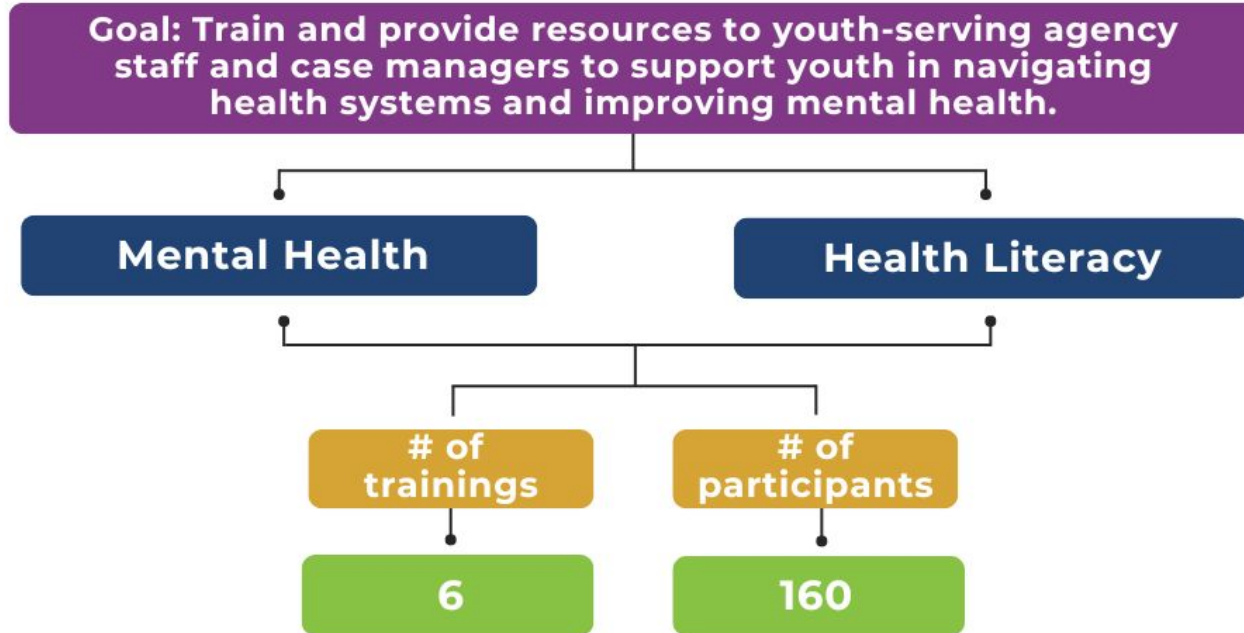 Goal: Train and provide resources to youth-serving agency
staff and case managers to support youth in navigating
health systems and improving mental health.
Mental Health
Health Literacy
# of
trainings
# of
participants
6
160